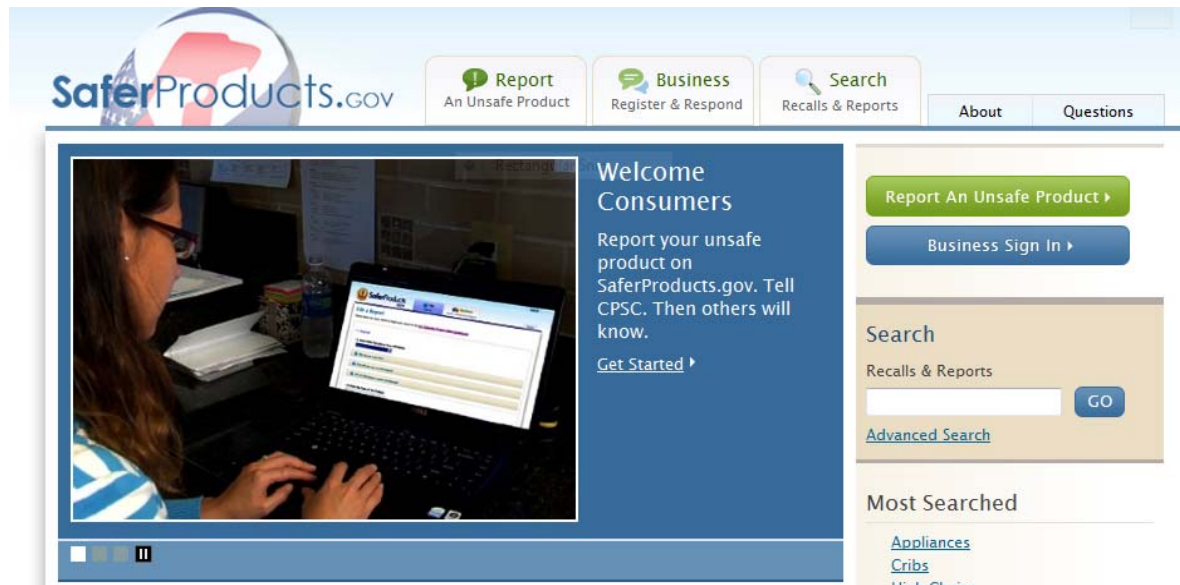 SaferProducts.GOV
Report
An Unsafe Product
Business
Register & Respond
Search
Recalls & Reports
About
Questions
Welcome
Consumers
Report your unsafe
product on
SaferProducts.gov. Tell
CPSC. Then others will
know.
Get Started
Report An Unsafe Product
Business Sign In
Search
Recalls & Reports
GO
Advanced Search
Most Searched
Appliances
Cribs